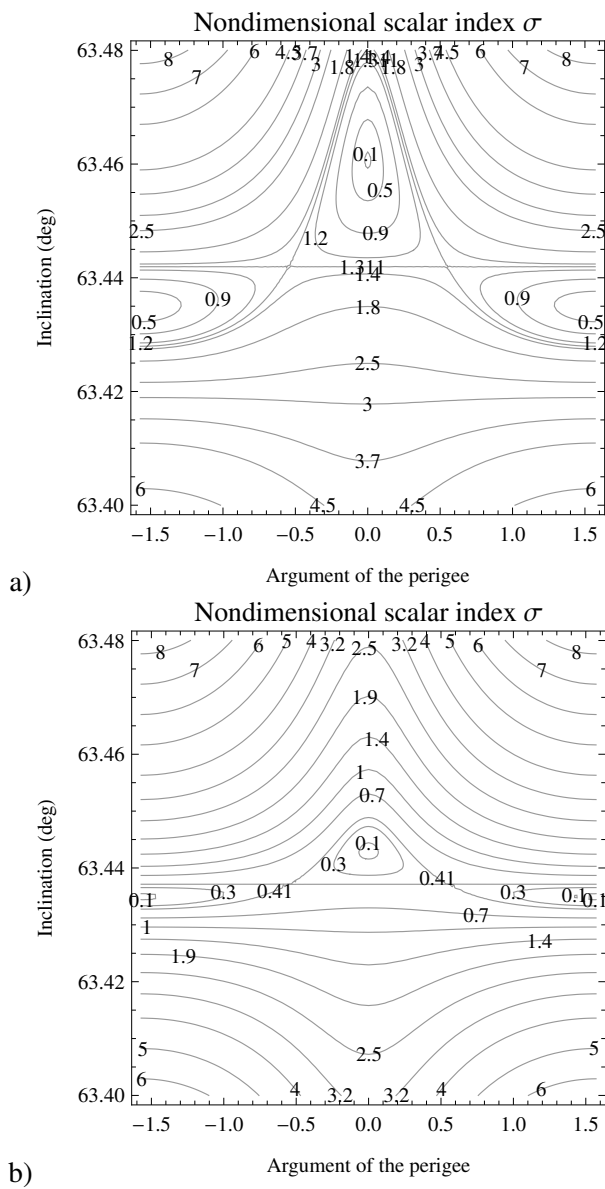 Nondimensional scalar index σ
63.48
63.46
63.44
63.42
63.40
Inclination (deg)
8 7 6 4.5 3.7 3 1.8 1.8 3 3.7 4.5 6 7 8
0.1
0.5
2.5 1.2 0.9 2.5
1.311
1.4
0.9 0.9
0.5 1.8 0.5
1.2 1.2
2.5
3
3.7
6 4.5 4.5 6
−1.5 −1.0 −0.5 0.0 0.5 1.0 1.5
Argument of the perigee
a)
Nondimensional scalar index σ
63.48
63.46
63.44
63.42
63.40
Inclination (deg)
8 7 6 5 4 3.2 2.5 3.2 4 5 6 7 8
1.9
1.4
1
0.7
0.1
0.3
0.1 0.3 0.41 0.41 0.3 0.1 0.1
0.7
1
1.9 1.4
5 2.5 5
6 4 3.2 3.2 4 6
−1.5 −1.0 −0.5 0.0 0.5 1.0 1.5
Argument of the perigee
b)